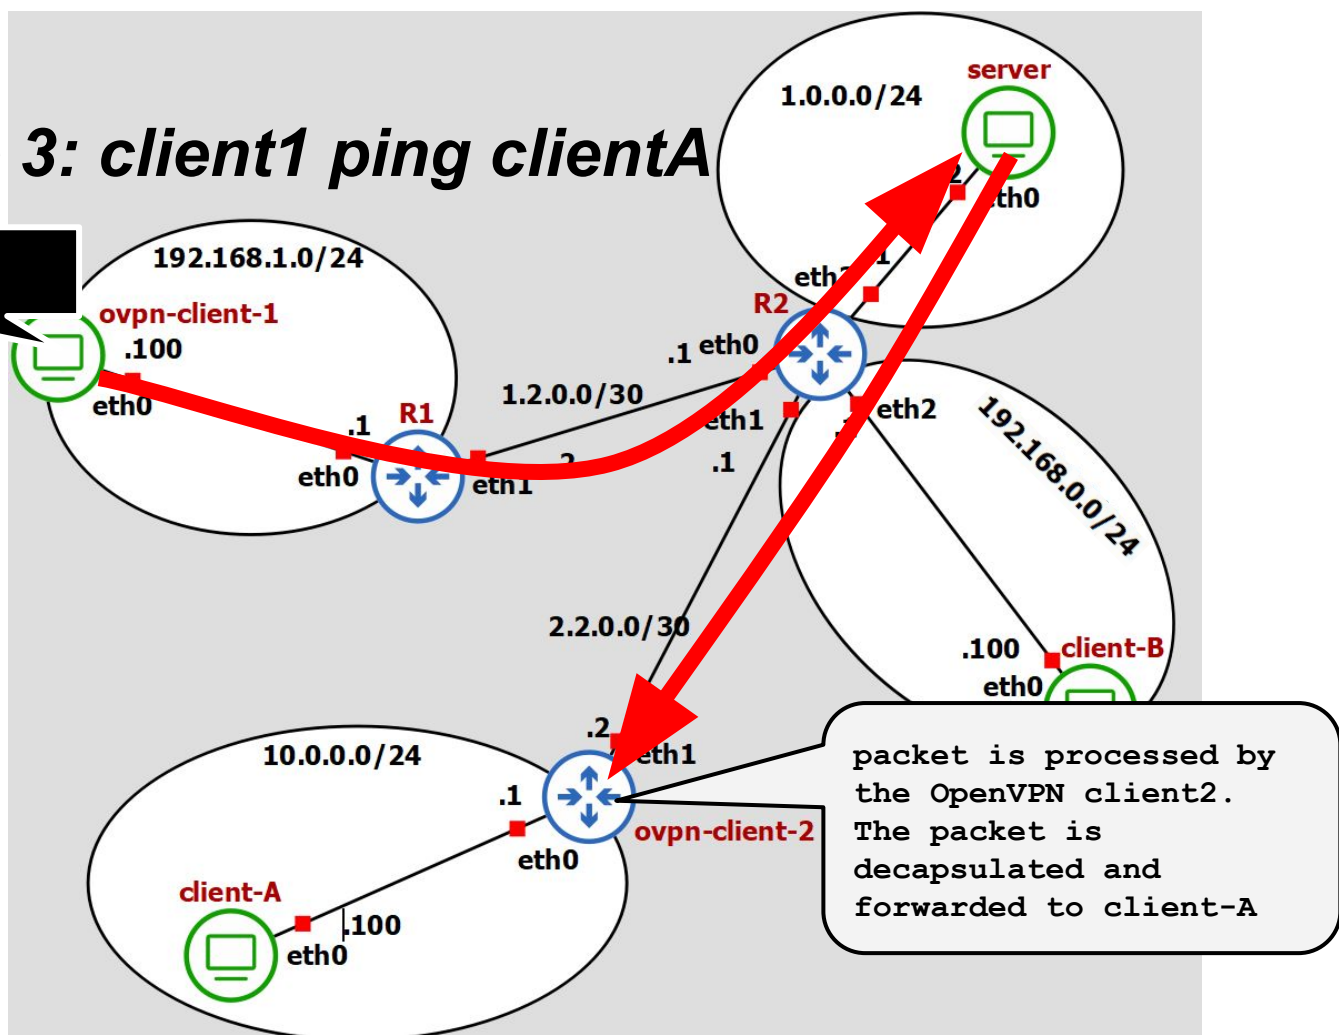 server
1.0.0.0/24
3: client1 ping clientA
eth0
192.168.1.0/24
ovpn-client-1
R2
.100
.1 eth0
1.2.0.0/30
eth0
R1
eth1
eth2
192.168.0.0/24
.1
.1
eth0
eth1
2.2.0.0/30
.100
client-B
eth0
.2
eth1
10.0.0.0/24
.1
ovpn-client-2
eth0
packet is processed by
the OpenVPN client2.
The packet is
decapsulated and
forwarded to client-A
client-A
.100
eth0